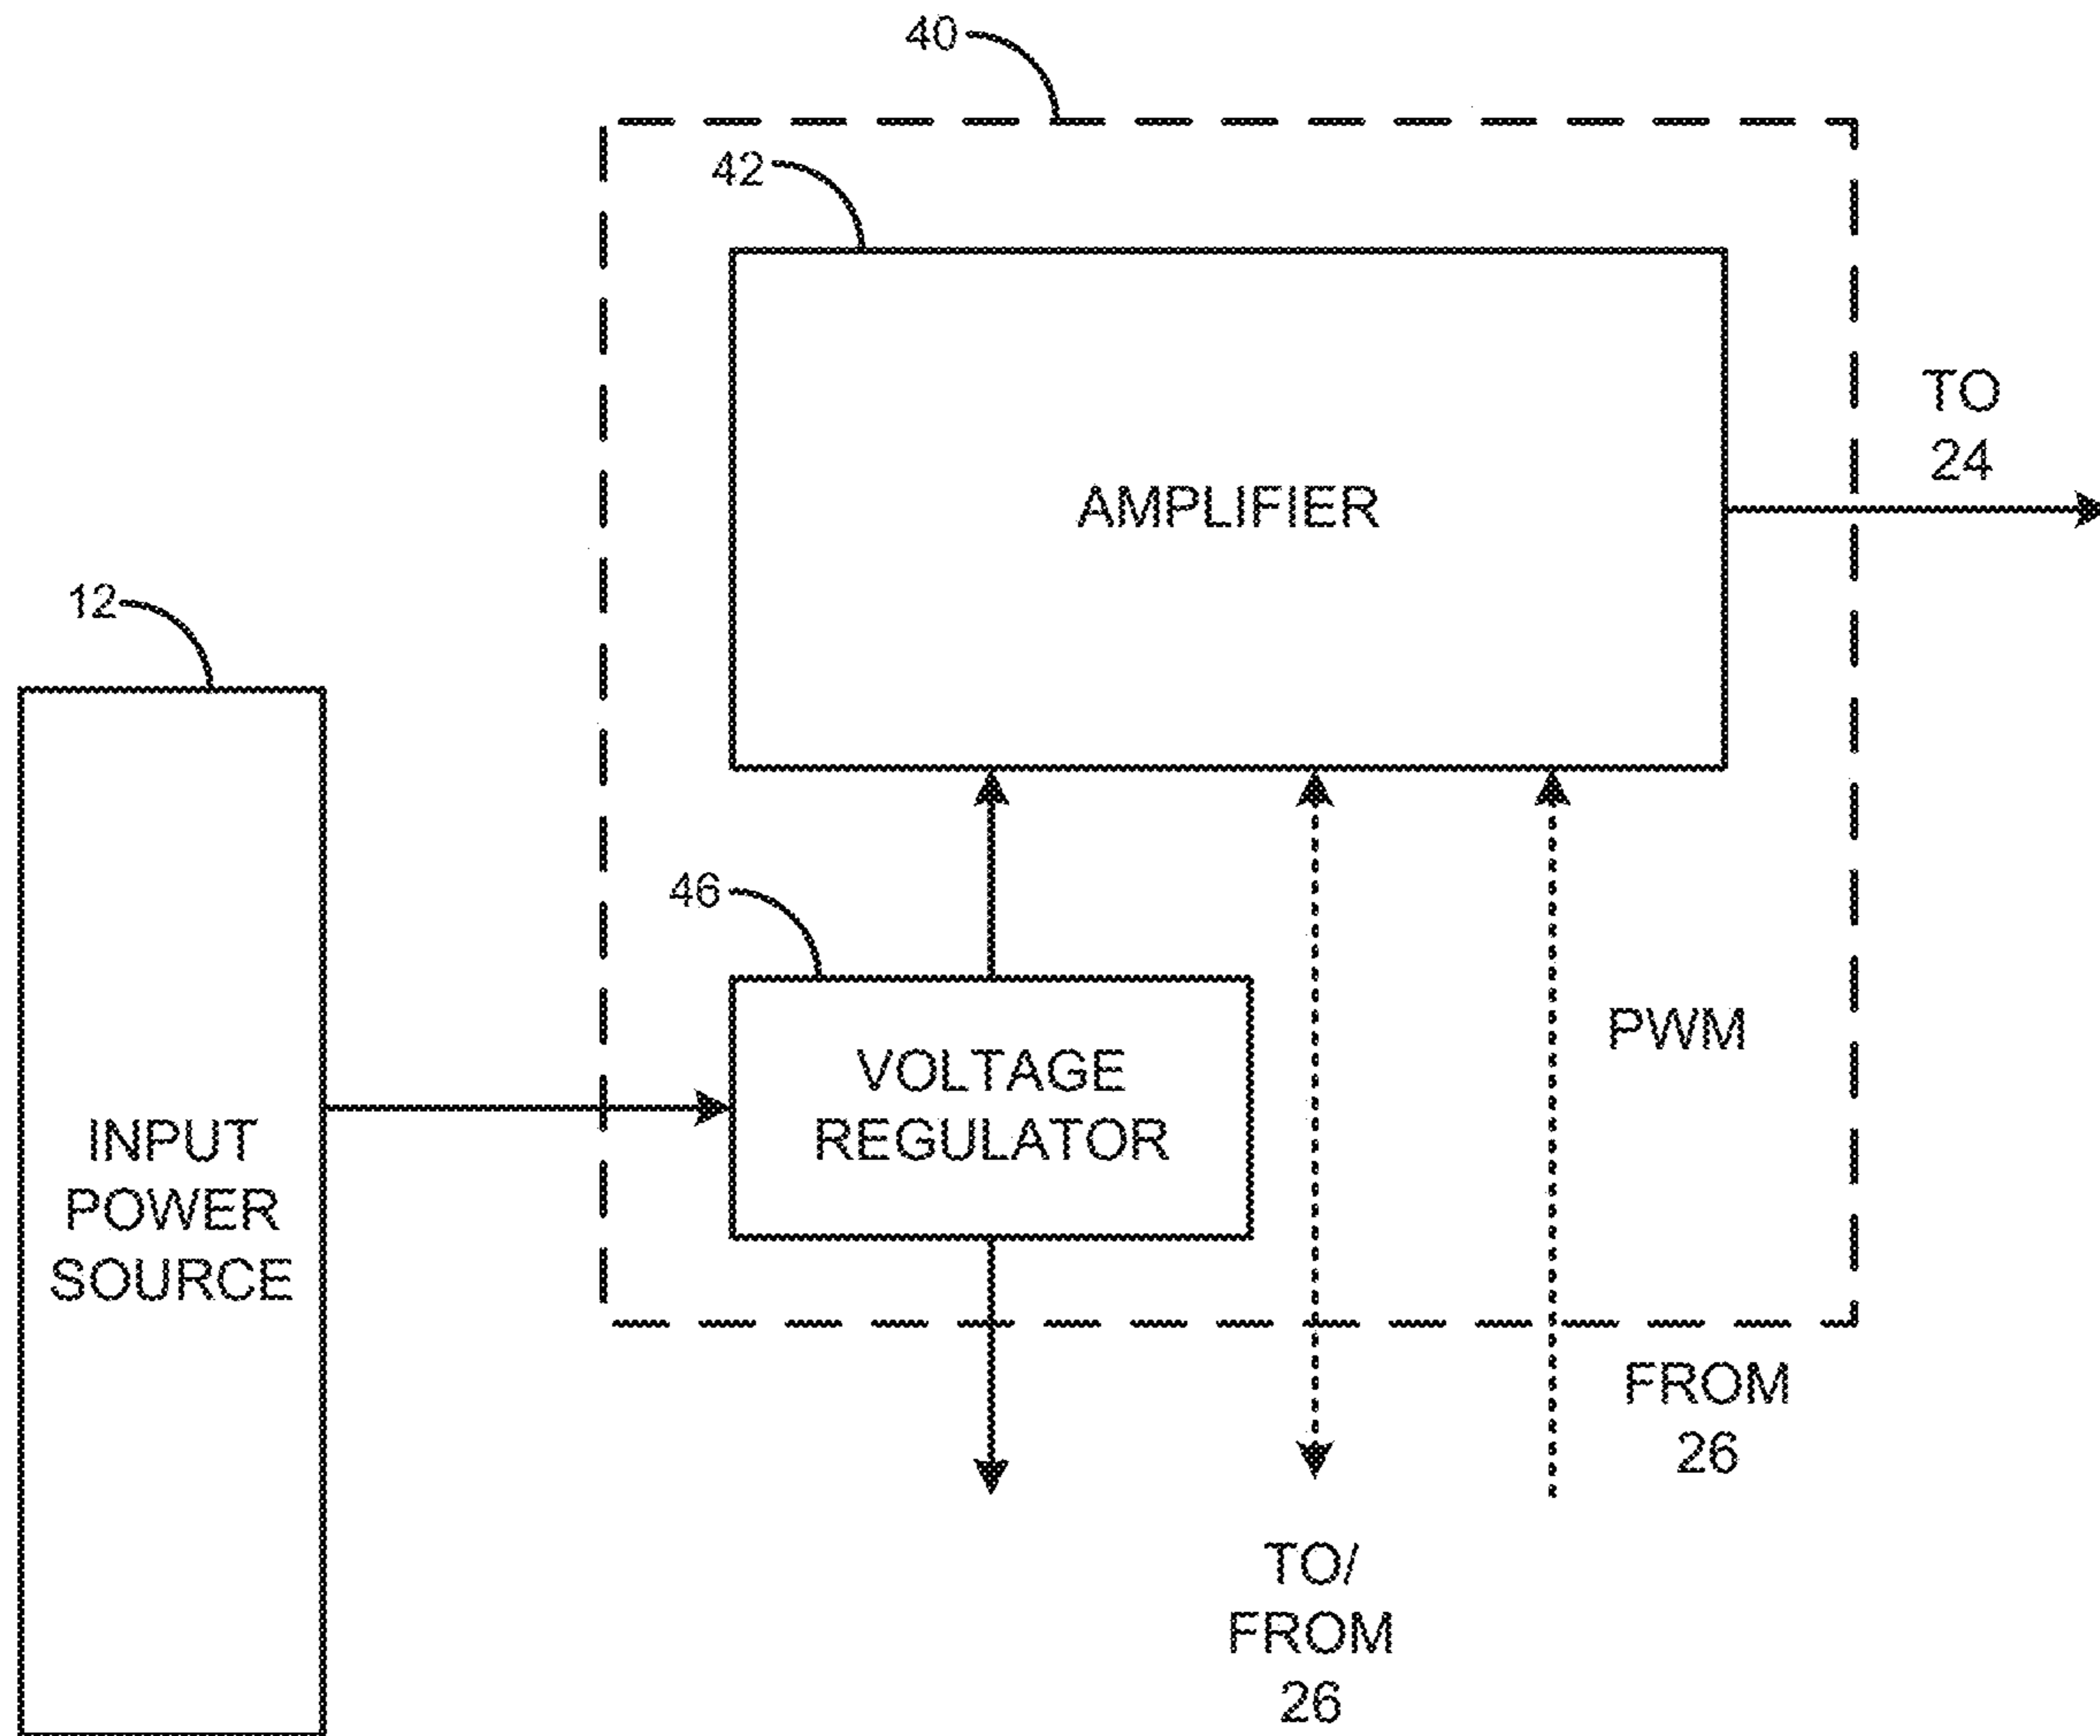 40
42
AMPLIFIER
TO
24
12
46
VOLTAGE
REGULATOR
PWM
INPUT
POWER
SOURCE
FROM
26
TO/
FROM
26